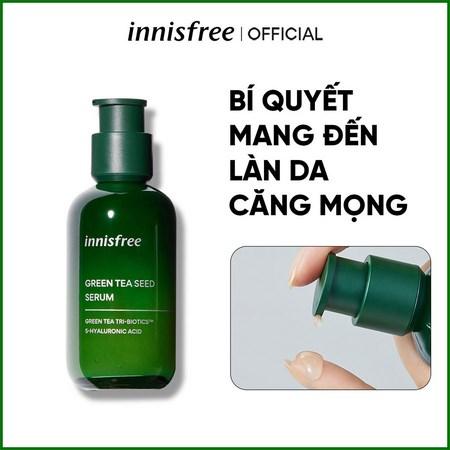 innisfree | OFFICIAL
BÍ QUYẾT
MANG ĐẾN
LÀN DA
CĂNG MỌNG
innisfree
GREEN TEA SEED
SERUM
GREEN TEA TRI-BIOTICS™
5-HYALURONIC ACID